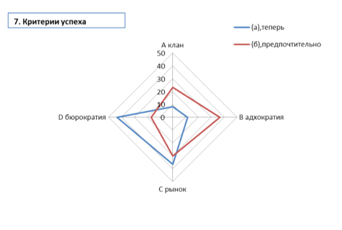 7. Критерии успеха
(а),теперь
(б),предпочтительно
А клан
50
40
30
20
10
0
D бюрократия
В адхократия
С рынок